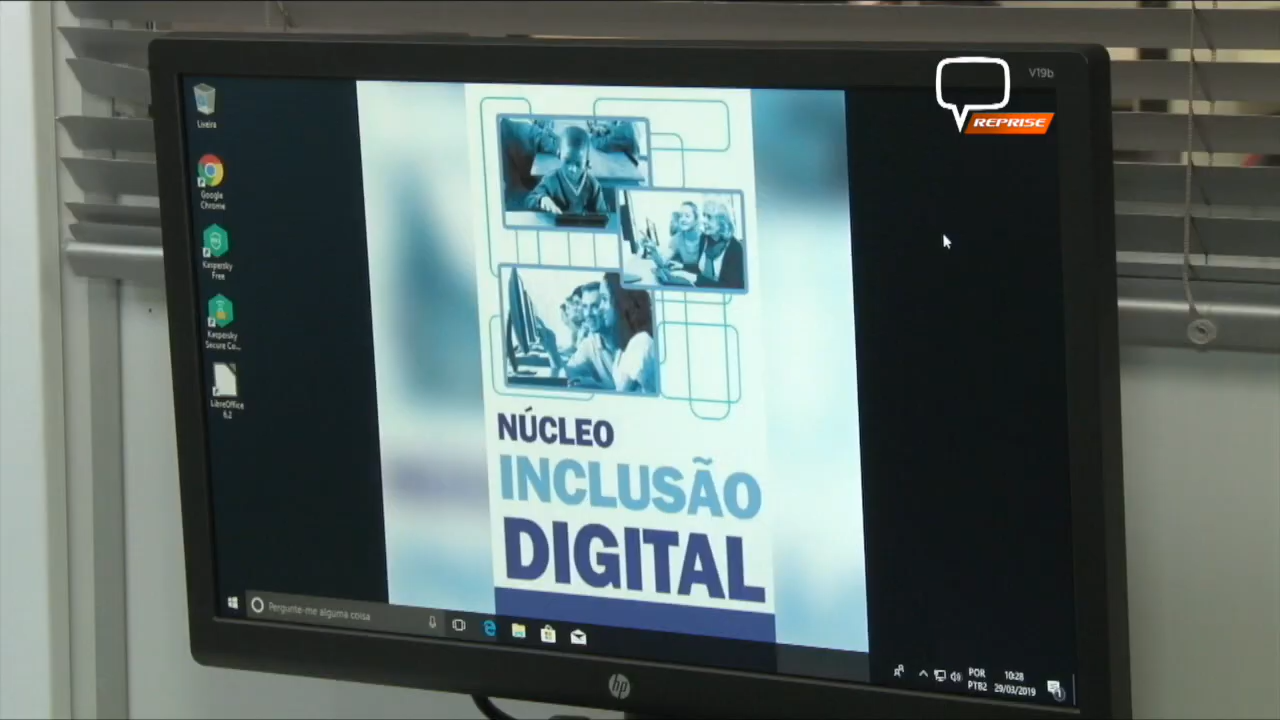 V19b
REPRISE
Lixeira
Google
Chrome
Kaspersky
Free
Kaspersky
Secure Co...
LibreOffice
6.2
NÚCLEO
INCLUSÃO
DIGITAL
Pergunte-me alguma coisa
POR
PTB2
10:28
29/03/2019
1
hp